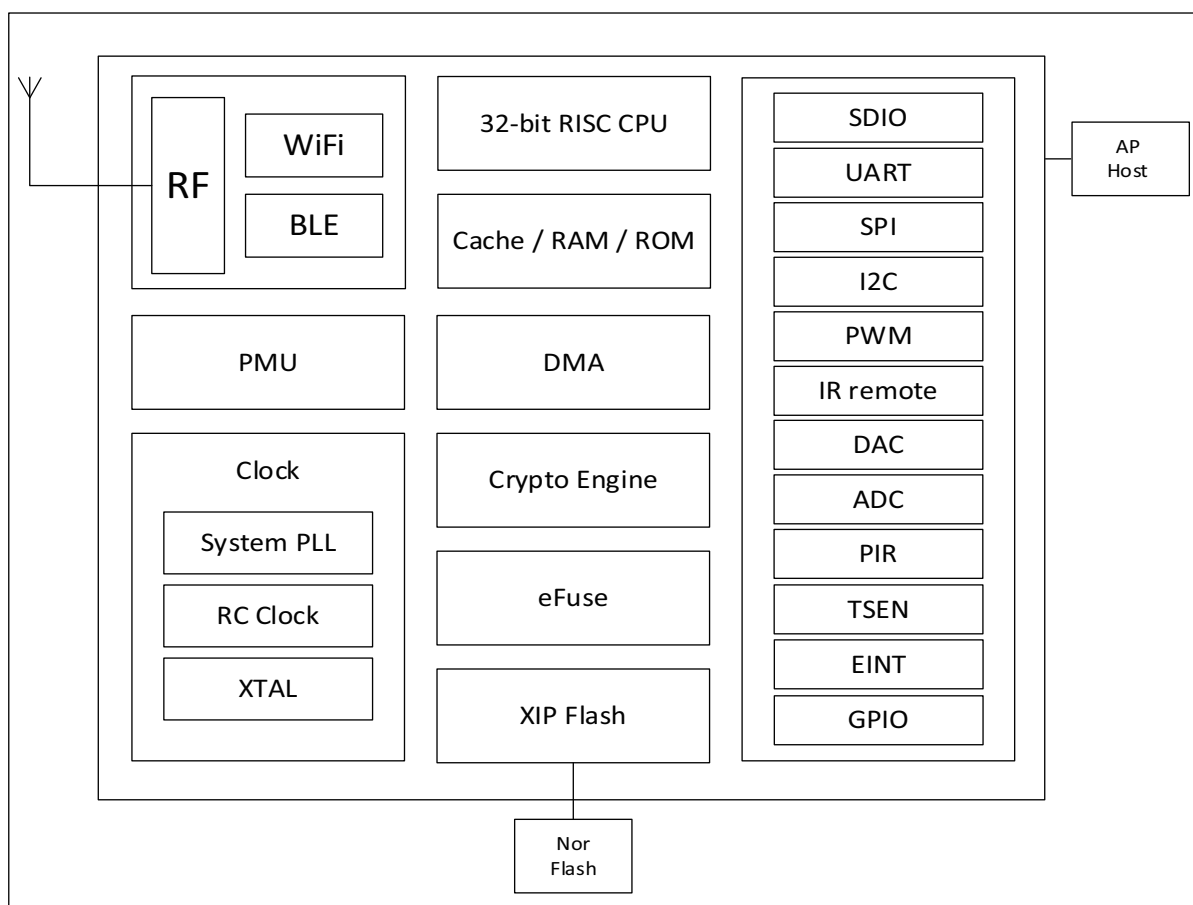 RF
WiFi
BLE
PMU
Clock
System PLL
RC Clock
XTAL
32-bit RISC CPU
Cache / RAM / ROM
DMA
Crypto Engine
eFuse
XIP Flash
SDIO
UART
SPI
I2C
PWM
IR remote
DAC
ADC
PIR
TSEN
EINT
GPIO
AP
Host
Nor
Flash